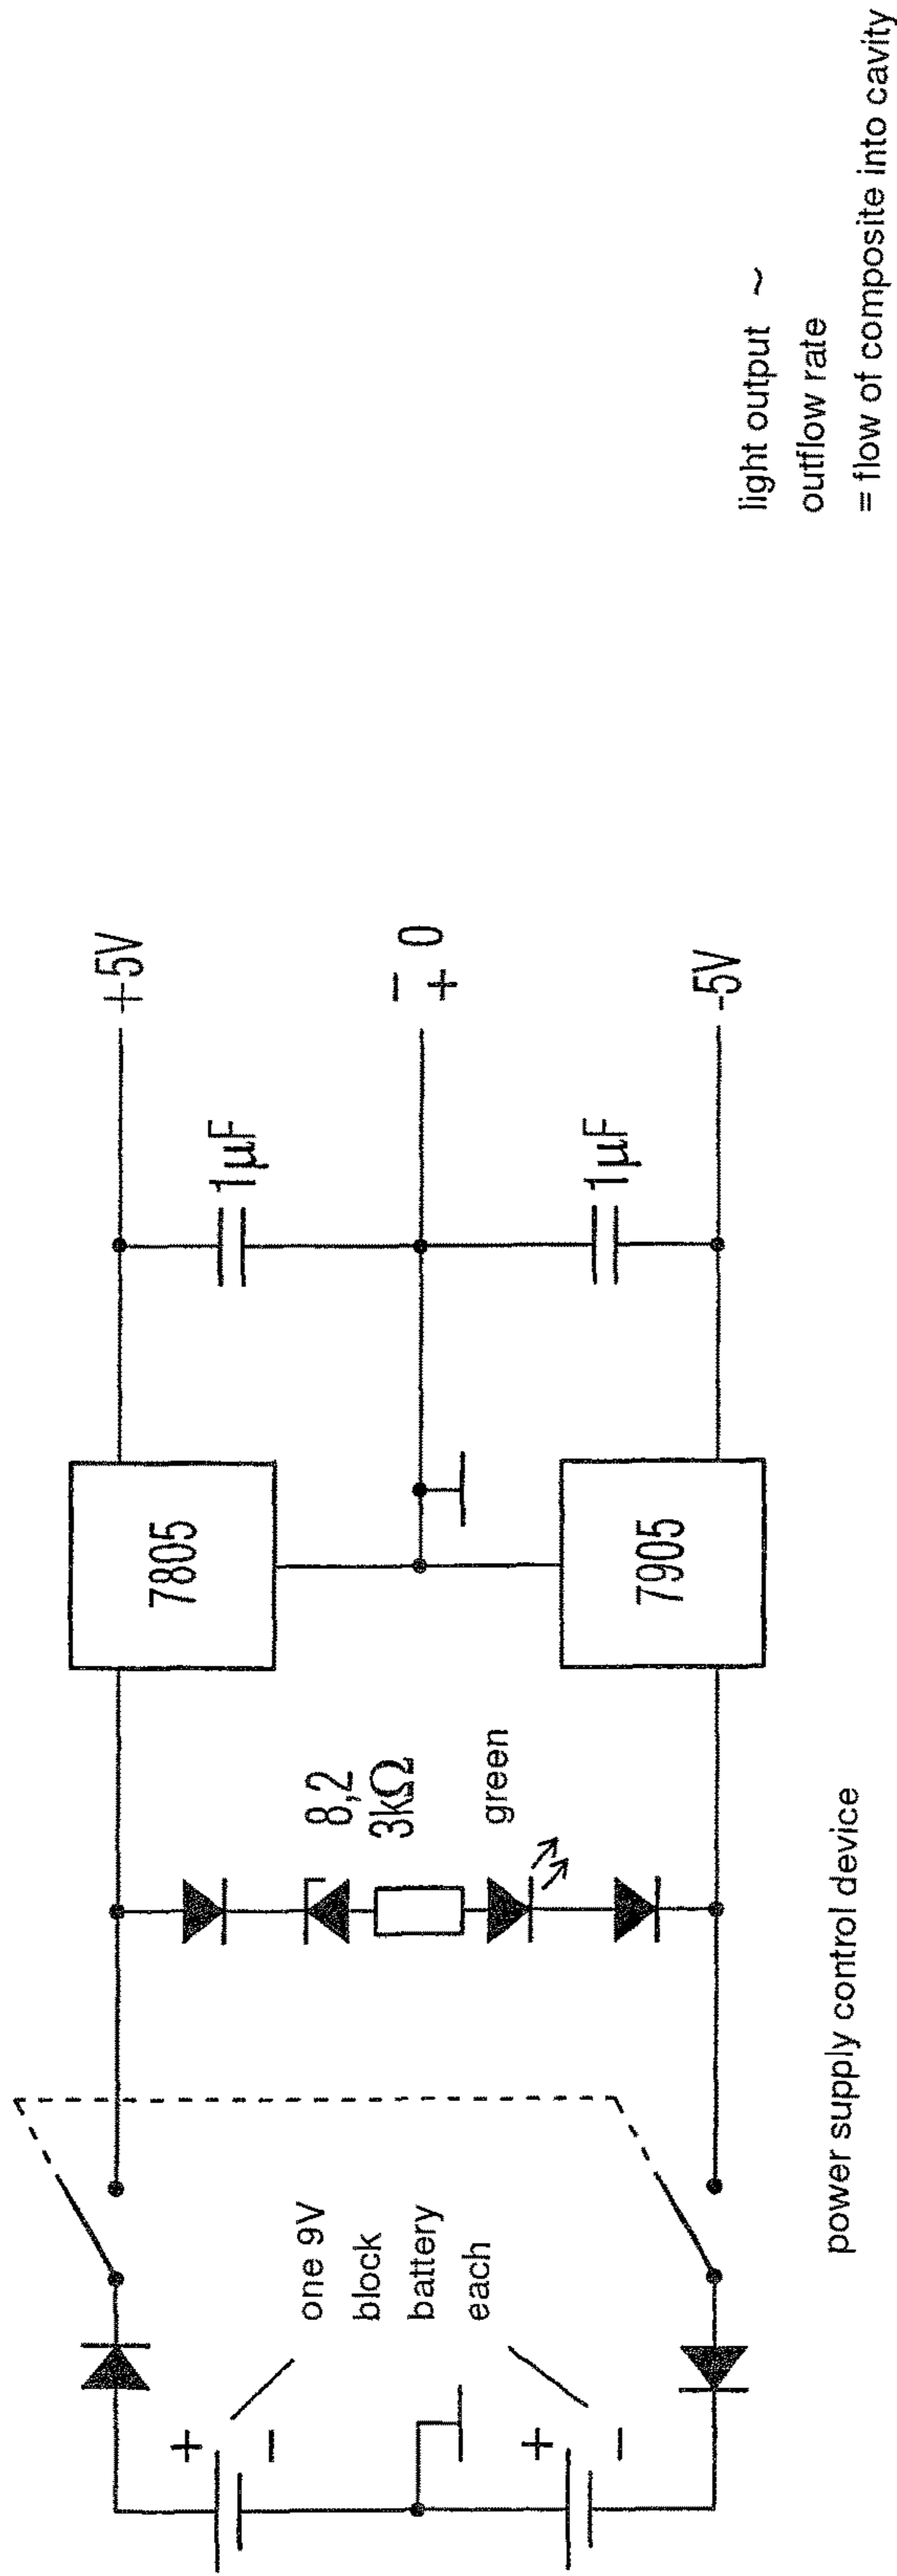 +
−
+
−
one 9V
block
battery
each
8,2
3kΩ
green
7805
7905
1µF
1µF
+5V
−
+ 0
-5V
power supply control device
light output ~
outflow rate
= flow of composite into cavity